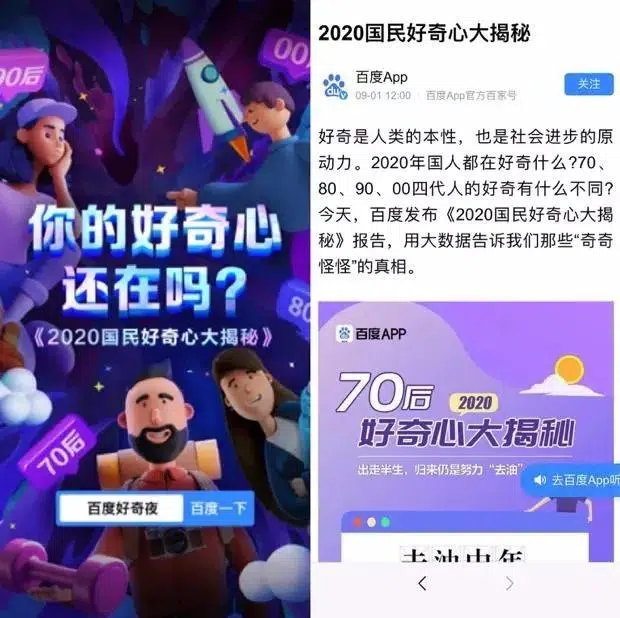 90后
00后
你的好奇心
还在吗?
《2020国民好奇心大揭秘》
80
70后
百度好奇夜
百度一下
2020国民好奇心大揭秘
du
百度App
09-01 12:00
百度App官方百家号
关注
好奇是人类的本性，也是社会进步的原
动力。2020年国人都在好奇什么?70、
80、90、00四代人的好奇有什么不同?
今天，百度发布《2020国民好奇心大揭
秘》报告，用大数据告诉我们那些“奇奇
怪怪”的真相。
百度APP
70后
2020
好奇心大揭秘
出走半生，归来仍是努力“去油”
去百度App听
去油中年